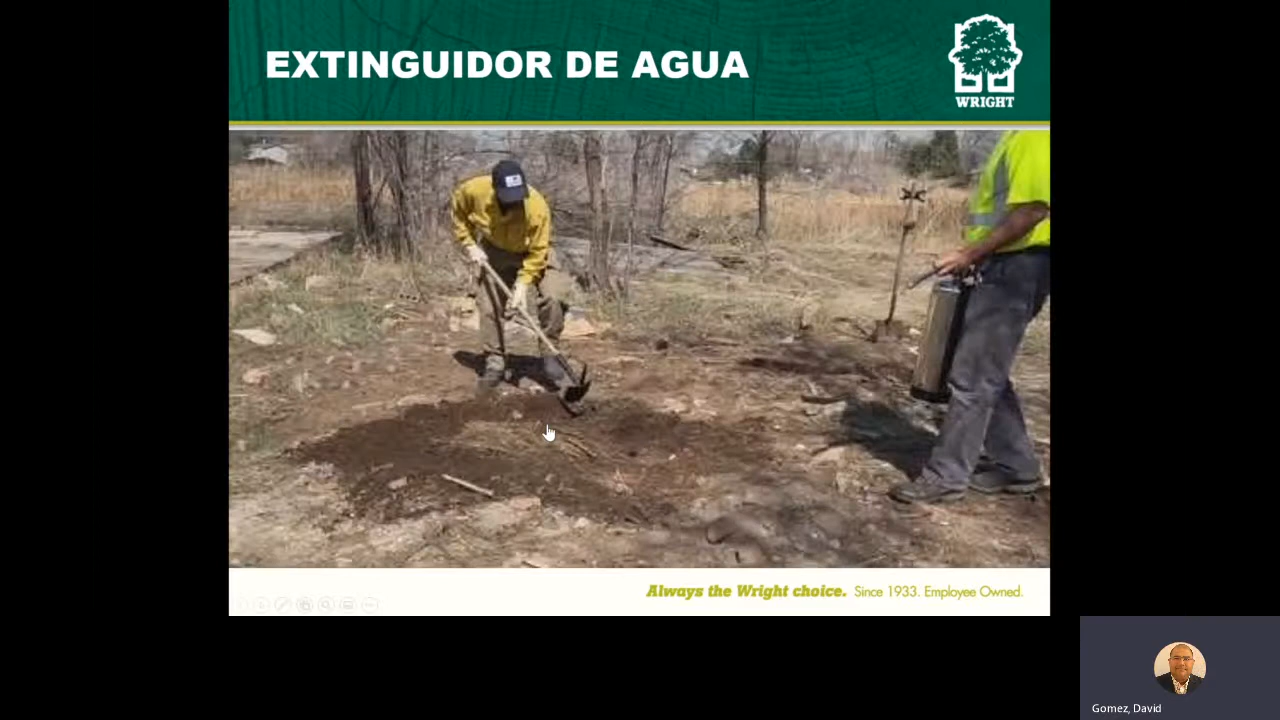 EXTINGUIDOR DE AGUA
WRIGHT
Always the Wright choice. Since 1933. Employee Owned.
Gomez, David